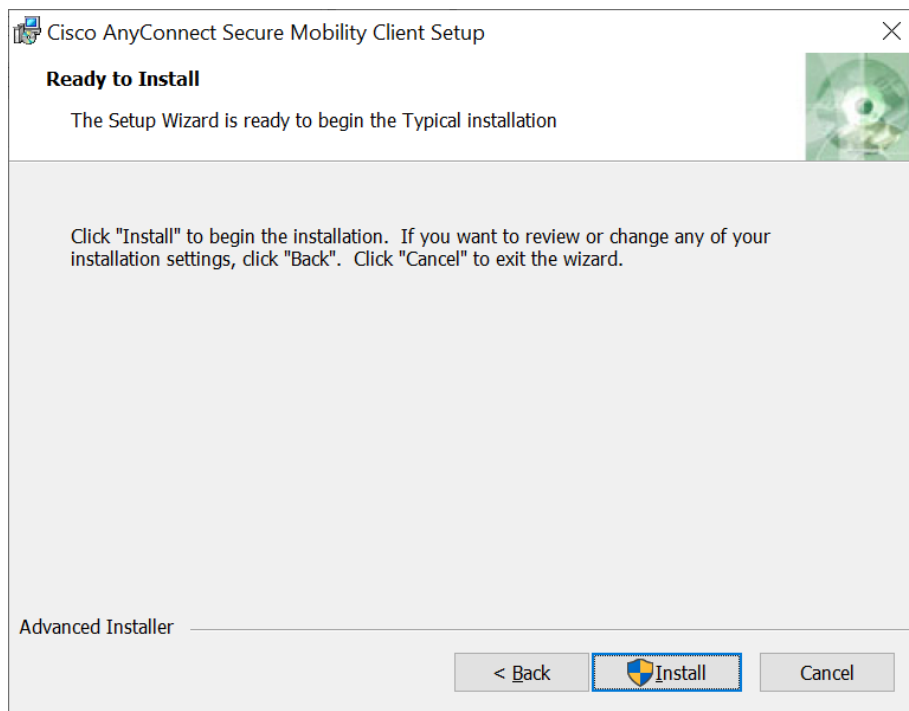 Cisco AnyConnect Secure Mobility Client Setup
Ready to Install
The Setup Wizard is ready to begin the Typical installation
Click "Install" to begin the installation.  If you want to review or change any of your
installation settings, click "Back".  Click "Cancel" to exit the wizard.
Advanced Installer
< Back
Install
Cancel